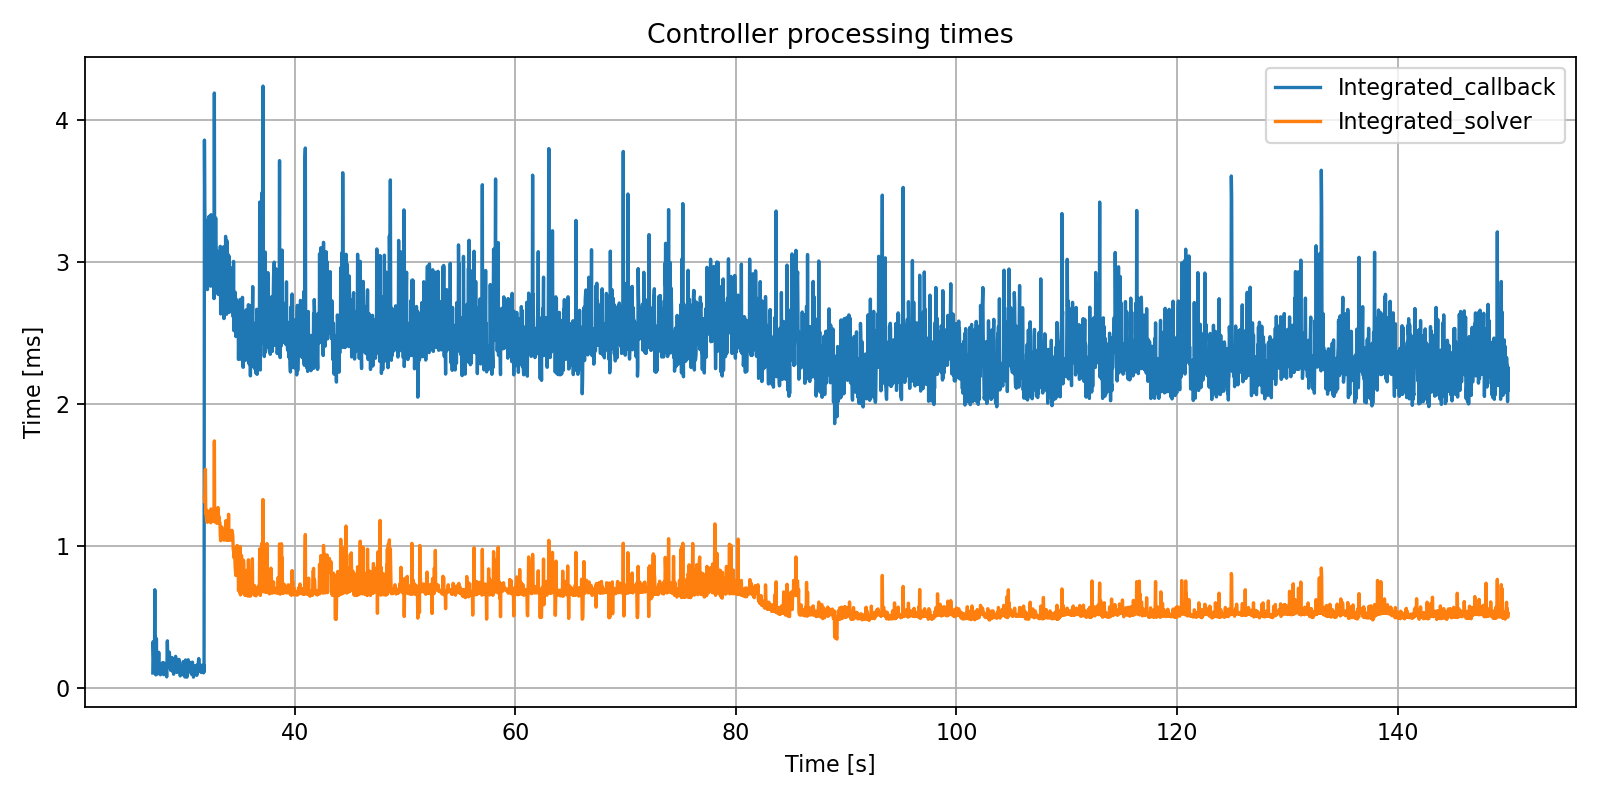 Controller processing times
Integrated_callback
Integrated_solver
4
3
2
1
0
Time [ms]
40
60
80
100
120
140
Time [s]